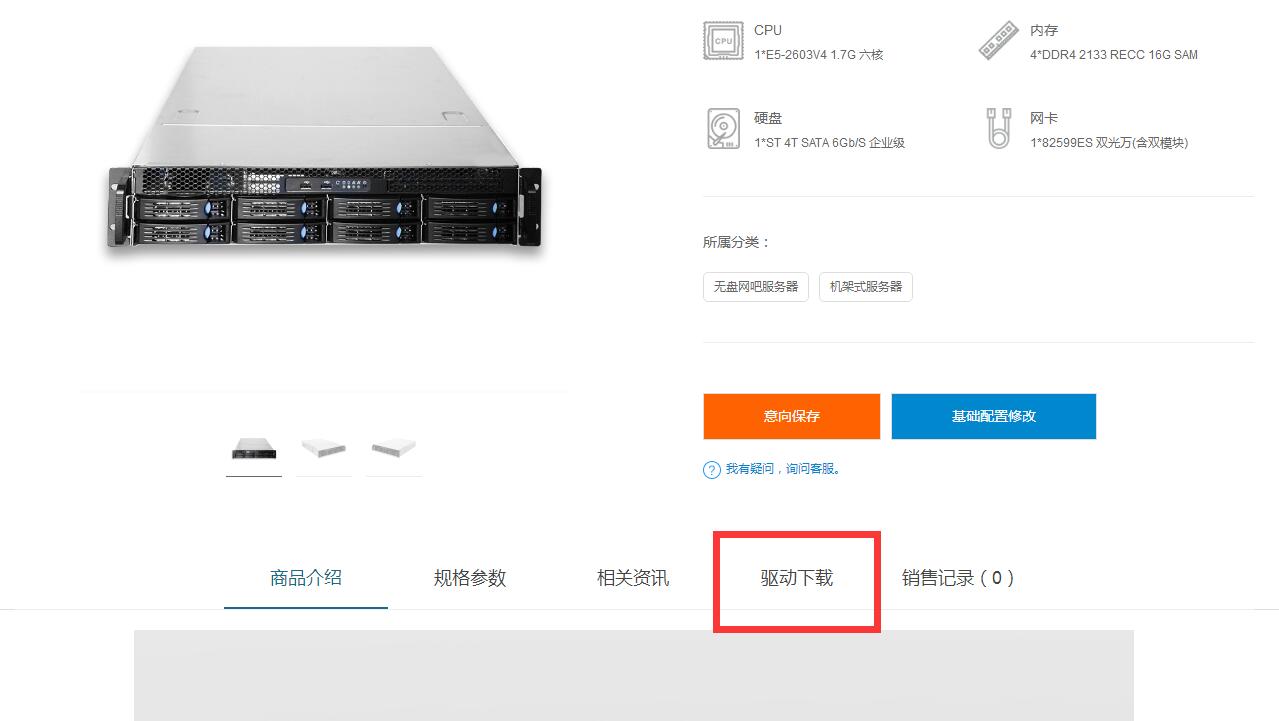 CPU
1*E5-2603V4 1.7G 六核
内存
4*DDR4 2133 RECC 16G SAM
硬盘
1*ST 4T SATA 6Gb/S 企业级
网卡
1*82599ES 双光万(含双模块)
所属分类：
无盘网吧服务器
机架式服务器
意向保存
基础配置修改
我有疑问，询问客服。
商品介绍
规格参数
相关资讯
驱动下载
销售记录 ( 0 )